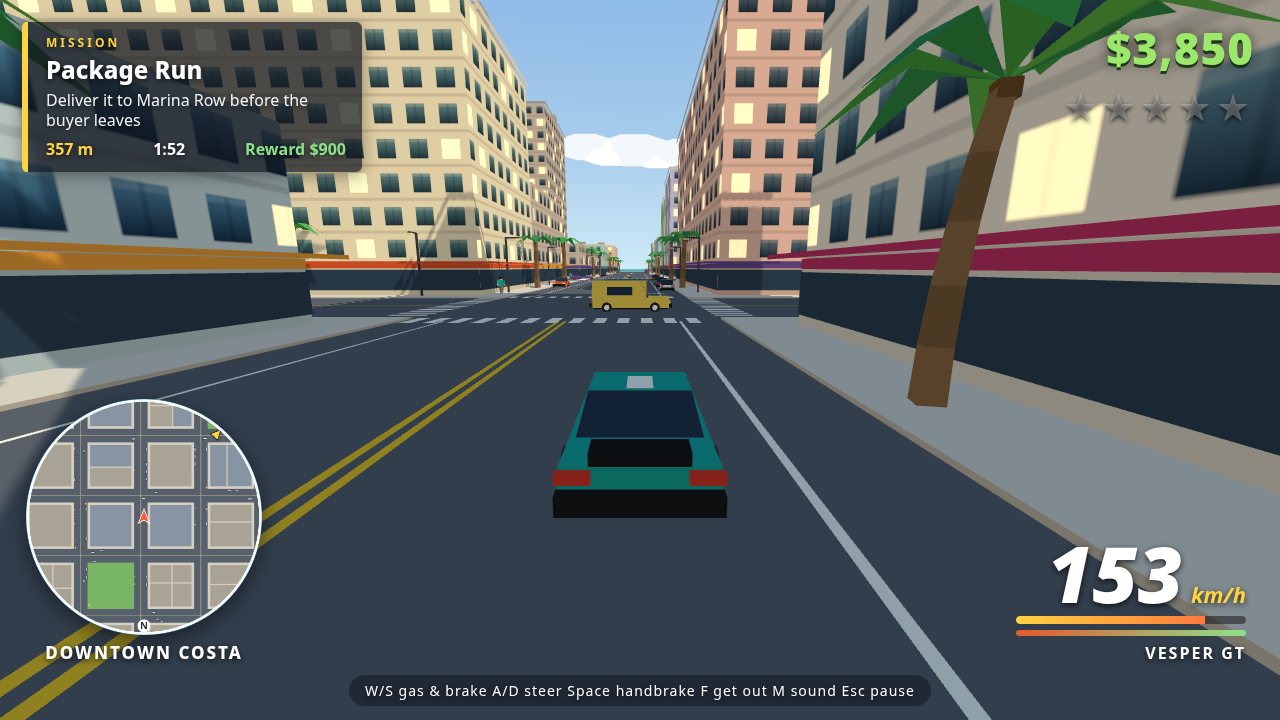 MISSION
Package Run
Deliver it to Marina Row before the
buyer leaves
357 m 1:52 Reward $900
$3,850
N
DOWNTOWN COSTA
153 km/h
VESPER GT
W/S gas & brake A/D steer Space handbrake F get out M sound Esc pause